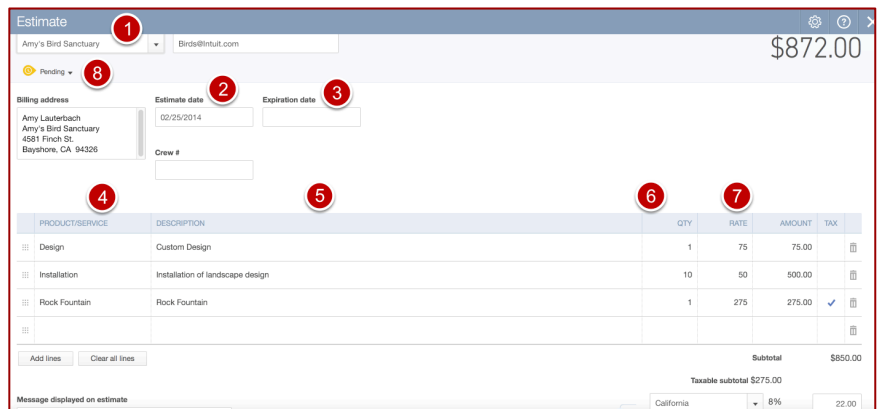 Estimate 1
Amy's Bird Sanctuary Birds@Intuit.com $872.00
Pending 8
Billing address Estimate date 2 Expiration date 3
Amy Lauterbach 02/25/2014
Amy's Bird Sanctuary
4581 Finch St.
Bayshore, CA 94326
Crew #
4 5 6 7
PRODUCT/SERVICE DESCRIPTION QTY RATE AMOUNT TAX
Design Custom Design 1 75 75.00
Installation Installation of landscape design 10 50 500.00
Rock Fountain Rock Fountain 1 275 275.00
Add lines Clear all lines Subtotal $850.00
Taxable subtotal $275.00
Message displayed on estimate California 8% 22.00